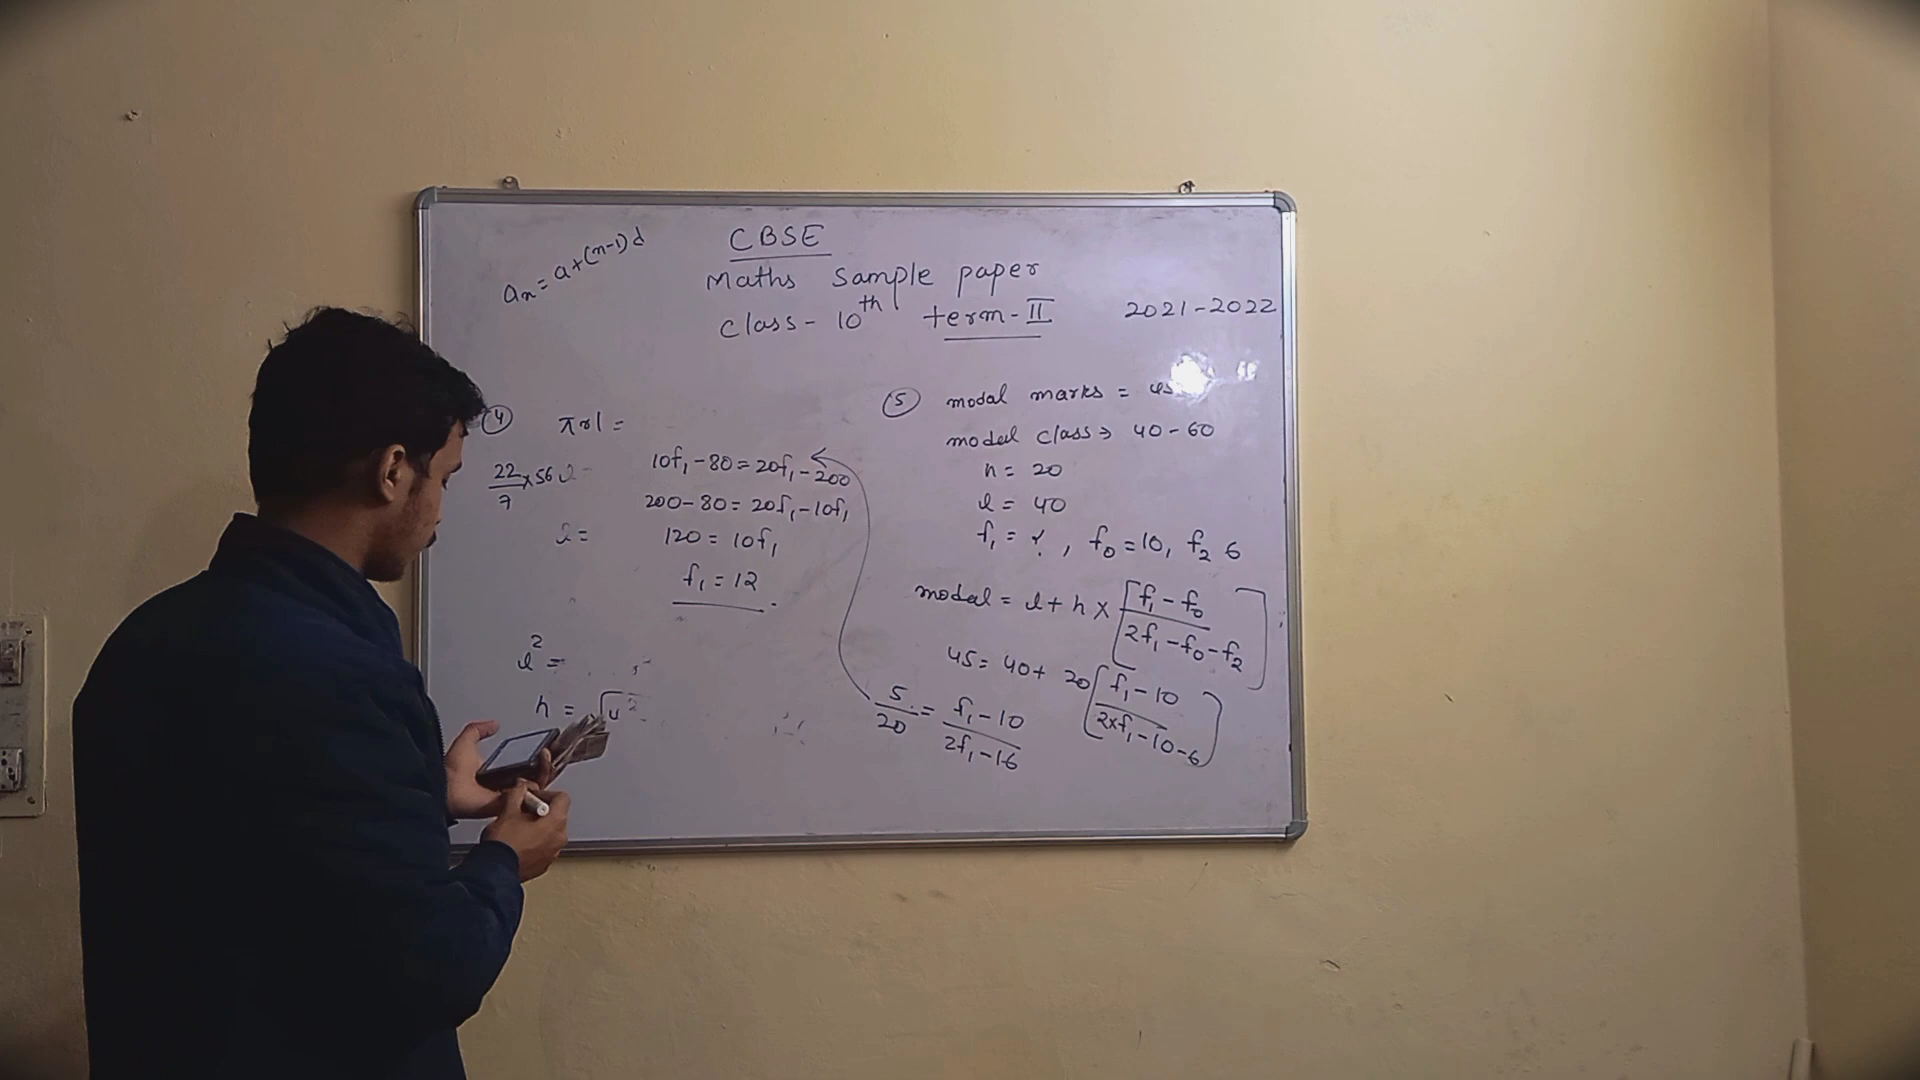 aₙ = a+(n-1)d
CBSE
Maths sample paper
class- 10th term-II 2021-2022
④ πrl =
22/7 × 56
l =
10f₁-80 = 20f₁-200
200-80 = 20f₁-10f₁
120 = 10f₁
f₁ = 12
l² =
h = √
⑤ modal marks = 45
modal class ⇒ 40-60
h = 20
l = 40
f₁ = ?, f₀ = 10, f₂ 6
modal = l + h × [f₁-f₀ / 2f₁-f₀-f₂]
45 = 40+ 20 [f₁-10 / 2×f₁-10-6]
5/20 = f₁-10 / 2f₁-16